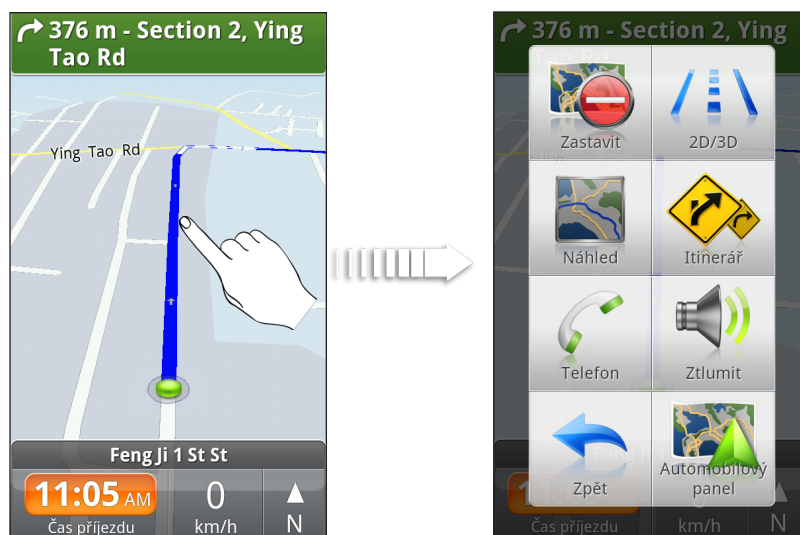 376 m - Section 2, Ying
Tao Rd
Ying Tao Rd
Feng Ji 1 St St
11:05 AM
Čas příjezdu
0
km/h
N
376 m - Section 2, Ying
Tao Rd
Zastavit
2D/3D
Náhled
Itinerář
Telefon
Ztlumit
Zpět
Automobilový
panel
Čas příjezdu
km/h
N